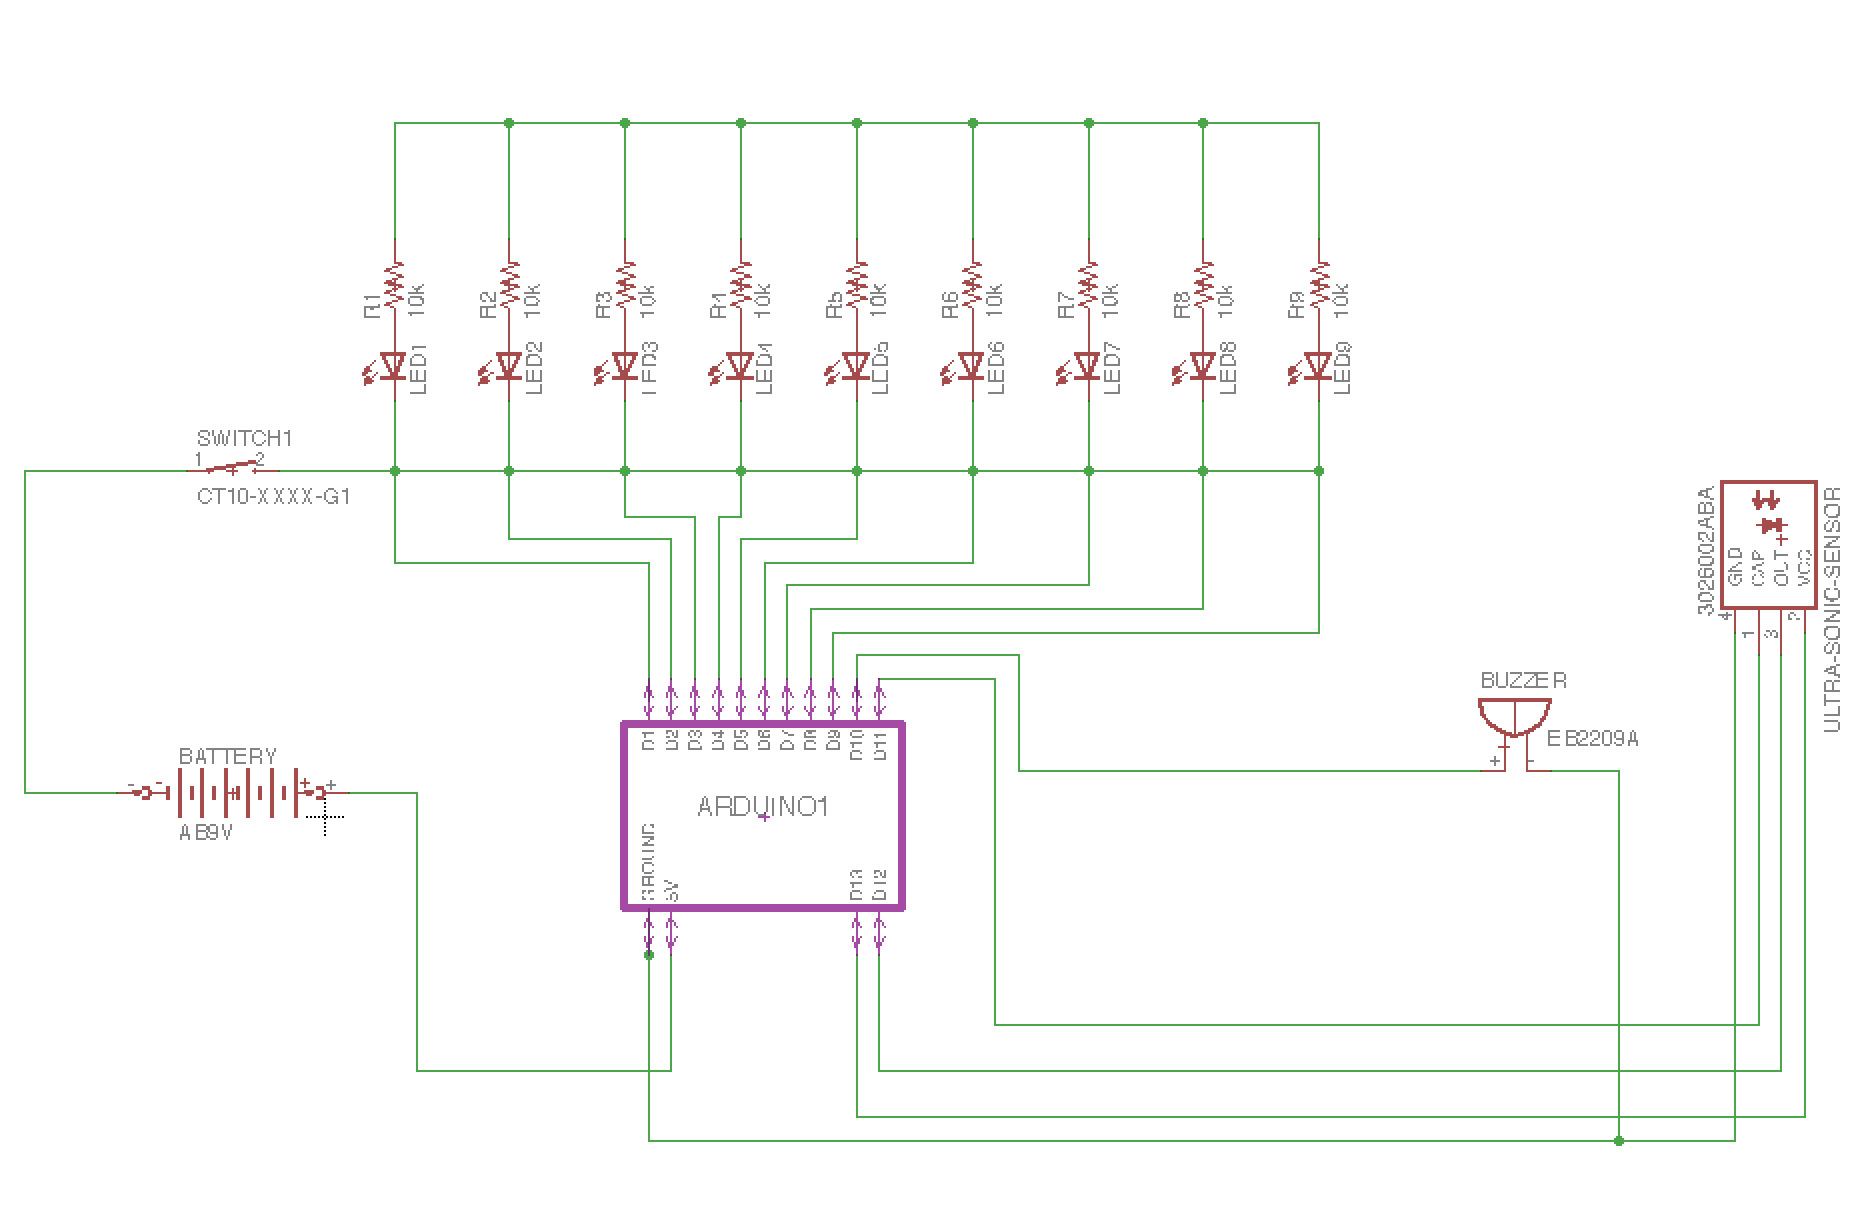 R1 10k
R2 10k
R3 10k
R4 10k
R5 10k
R6 10k
R7 10k
R8 10k
R9 10k
LED1
LED2
LED3
LED4
LED5
LED6
LED7
LED8
LED9
SWITCH1
1 2
CT10-XXXX-G1
3026002ABA
GND
CAP
OUT
VCC
ULTRA-SONIC-SENSOR
4
1
3
2
BUZZER
EB2209A
+ -
D1
D2
D3
D4
D5
D6
D7
D8
D9
D10
D11
BATTERY
- - + +
AB9V
ARDUINO1
GROUND
5V
D13
D12